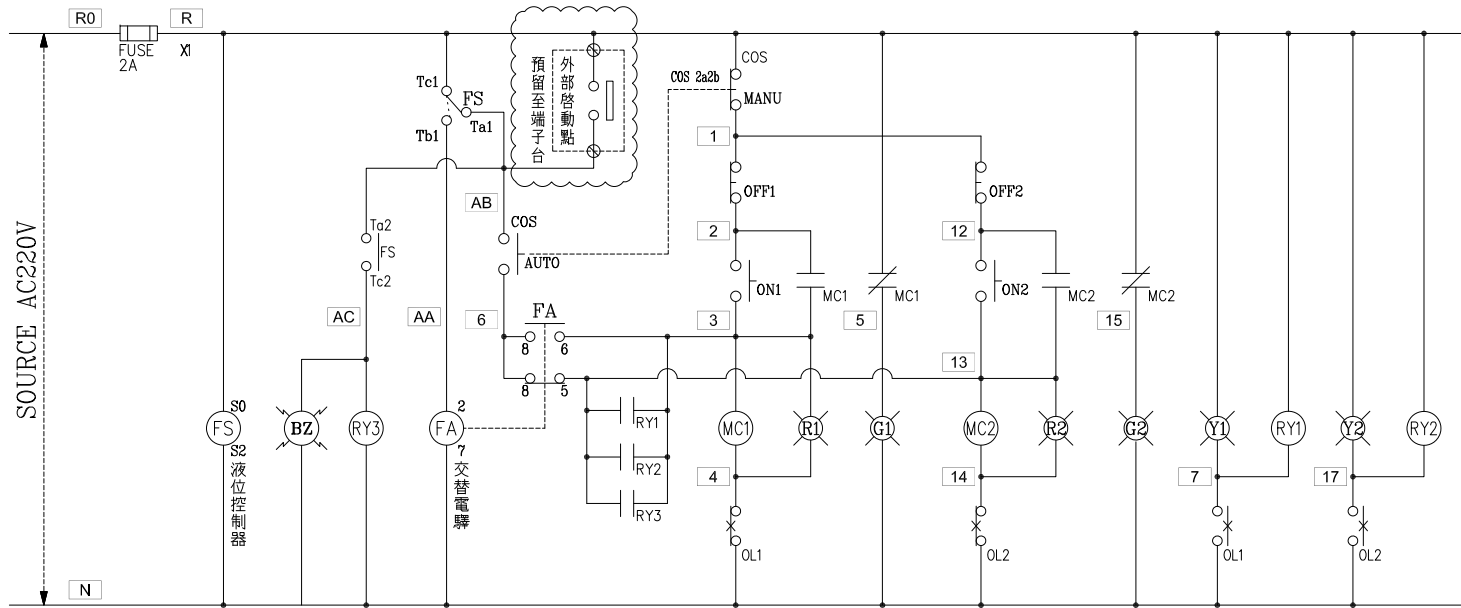 R0
R
FUSE
2A
X1
SOURCE AC220V
N
FS
S0
S2
液位控制器
BZ
RY3
Ta2
FS
Tc2
AC
AA
Tc1
FS
Ta1
Tb1
AB
預留至端子台
外部啓動點
COS
AUTO
6
FA
8
6
8
5
FA
2
7
交替電驛
RY1
RY2
RY3
COS 2a2b
COS
MANU
1
OFF1
2
ON1
MC1
3
MC1
R1
4
OL1
MC1
5
G1
OFF2
12
ON2
MC2
13
MC2
R2
14
OL2
MC2
15
G2
Y1
RY1
7
OL1
Y2
RY2
17
OL2